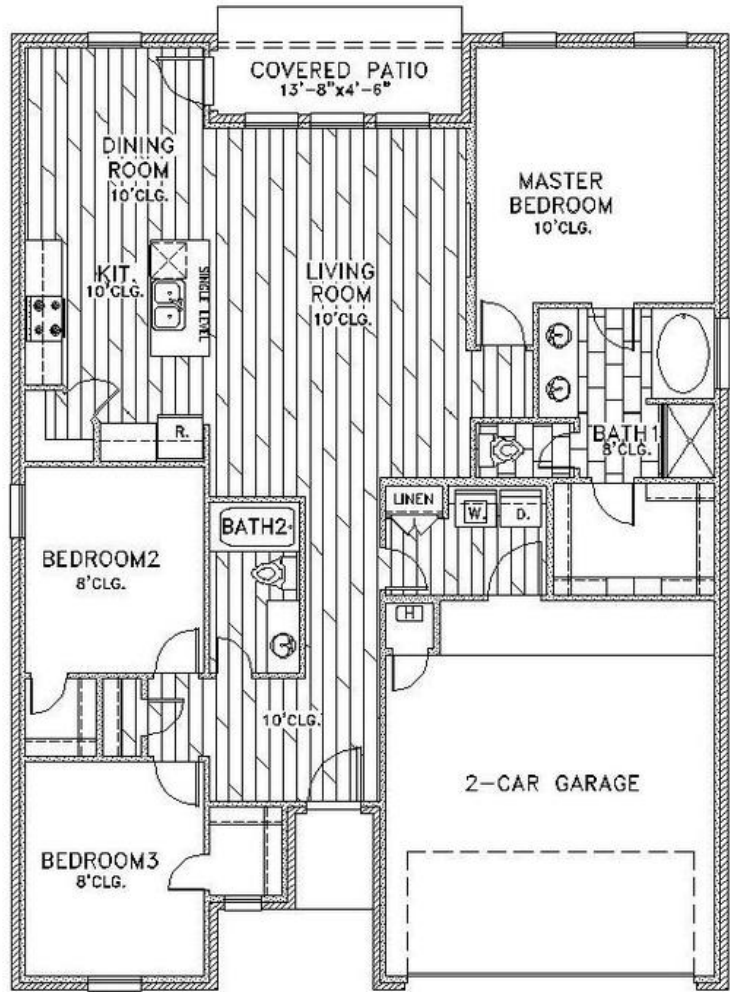 COVERED PATIO
13'-8"x4'-6"
DINING
ROOM
10'CLG.
MASTER
BEDROOM
10'CLG.
KIT.
10'CLG.
SINGLE LEVEL
LIVING
ROOM
10'CLG.
R.
BATH1
8'CLG.
LINEN
W.
D.
BATH2
BEDROOM2
8'CLG.
H
10'CLG.
2-CAR GARAGE
BEDROOM3
8'CLG.